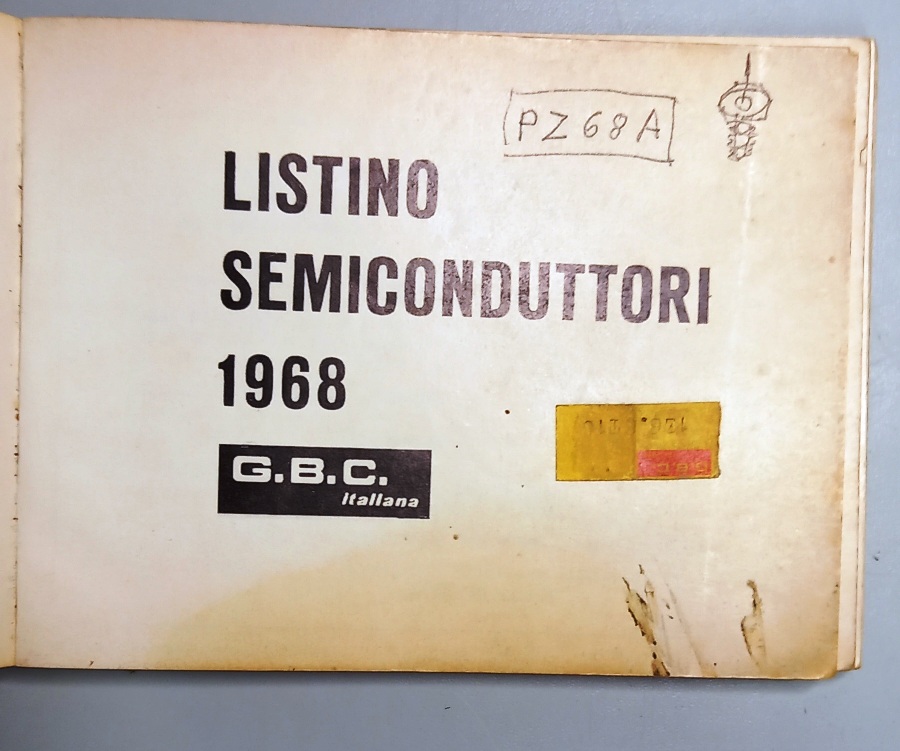 PZ68A
LISTINO
SEMICONDUTTORI
1968
G.B.C.
italiana